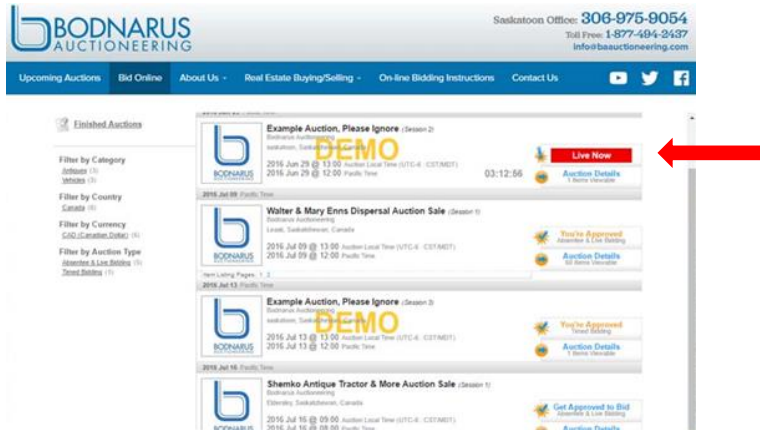 BODNARUS
AUCTIONEERING
Saskatoon Office: 306-975-9054
Toll Free: 1-877-494-2437
info@baauctioneering.com
Upcoming Auctions Bid Online About Us Real Estate Buying/Selling On-line Bidding Instructions Contact Us
Finished Auctions
Filter by Category
Antiques (3)
Vehicles (3)
Filter by Country
Canada (6)
Filter by Currency
CAD (Canadian Dollar) (6)
Filter by Auction Type
Absentee & Live Bidding (5)
Timed Bidding (1)
Example Auction, Please Ignore (Session 2)
Bodnarus Auctioneering
saskatoon, Saskatchewan, Canada
DEMO
2016 Jun 29 @ 13:00 Auction Local Time (UTC-6 : CST/MDT)
2016 Jun 29 @ 12:00 Pacific Time
03:12:56
Live Now
Auction Details
1 Items Viewable
BODNARUS
2016 Jul 09 Pacific Time
Walter & Mary Enns Dispersal Auction Sale (Session 1)
Bodnarus Auctioneering
Saskatchewan, Canada
2016 Jul 09 @ 13:00 Auction Local Time (UTC-6 : CST/MDT)
2016 Jul 09 @ 12:00 Pacific Time
You're Approved
Absentee & Live Bidding
Auction Details
60 Items Viewable
BODNARUS
Item Listing Pages: 1 2
2016 Jul 13 Pacific Time
Example Auction, Please Ignore (Session 3)
Bodnarus Auctioneering
saskatoon, Saskatchewan, Canada
DEMO
2016 Jul 13 @ 13:00 Auction Local Time (UTC-6 : CST/MDT)
2016 Jul 13 @ 12:00 Pacific Time
You're Approved
Timed Bidding
Auction Details
1 Items Viewable
BODNARUS
2016 Jul 16 Pacific Time
Shemko Antique Tractor & More Auction Sale (Session 1)
Bodnarus Auctioneering
Saskatchewan, Canada
2016 Jul 16 @ 09:00 Auction Local Time (UTC-6 : CST/MDT)
2016 Jul 16 @ 08:00 Pacific Time
Get Approved to Bid
Absentee & Live Bidding
Auction Details
BODNARUS